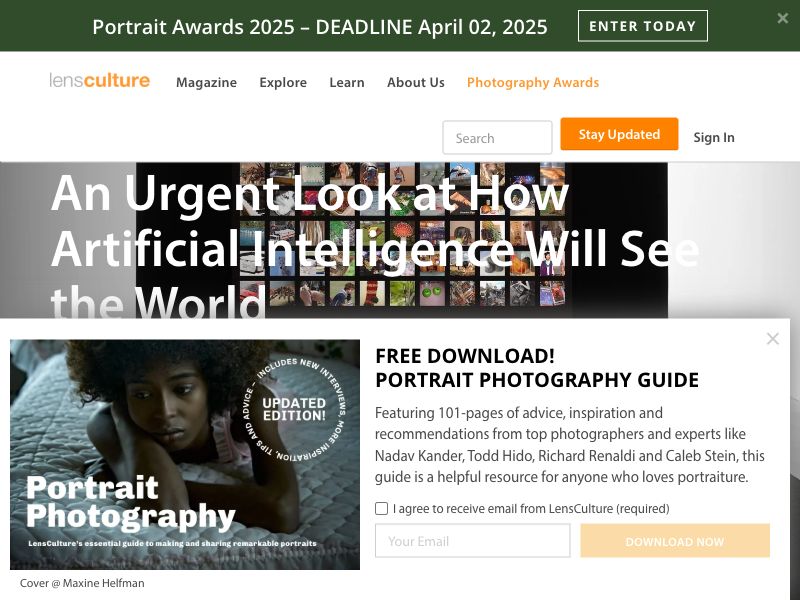 Portrait Awards 2025 – DEADLINE April 02, 2025
ENTER TODAY
×
lensculture
Magazine
Explore
Learn
About Us
Photography Awards
Search
Stay Updated
Sign In
An Urgent Look at How
Artificial Intelligence Will See
the World
×
INCLUDES NEW INTERVIEWS, MORE INSPIRATION, TIPS AND ADVICE –
UPDATED
EDITION!
Portrait
Photography
LensCulture's essential guide to making and sharing remarkable portraits
Cover @ Maxine Helfman
FREE DOWNLOAD!
PORTRAIT PHOTOGRAPHY GUIDE
Featuring 101-pages of advice, inspiration and
recommendations from top photographers and experts like
Nadav Kander, Todd Hido, Richard Renaldi and Caleb Stein, this
guide is a helpful resource for anyone who loves portraiture.
I agree to receive email from LensCulture (required)
Your Email
DOWNLOAD NOW